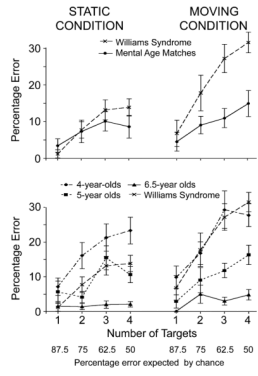 STATIC CONDITION
MOVING CONDITION
Williams Syndrome
Mental Age Matches
Percentage Error
30
20
10
0
4-year-olds
6.5-year olds
5-year olds
Williams Syndrome
Percentage Error
30
20
10
0
1 2 3 4 1 2 3 4
Number of Targets
87.5 75 62.5 50 87.5 75 62.5 50
Percentage error expected by chance